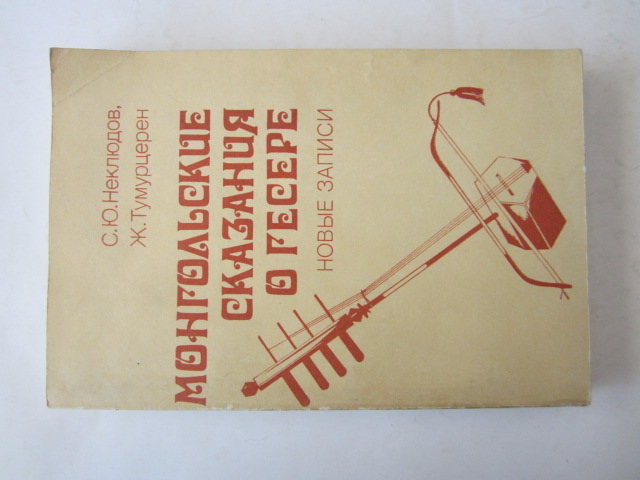 С.Ю.Неклюдов,
Ж.Тумурцерен
МОНГОЛЬСКИЕ
СКАЗАНИЯ
О ГЕСЕРЕ
НОВЫЕ ЗАПИСИ